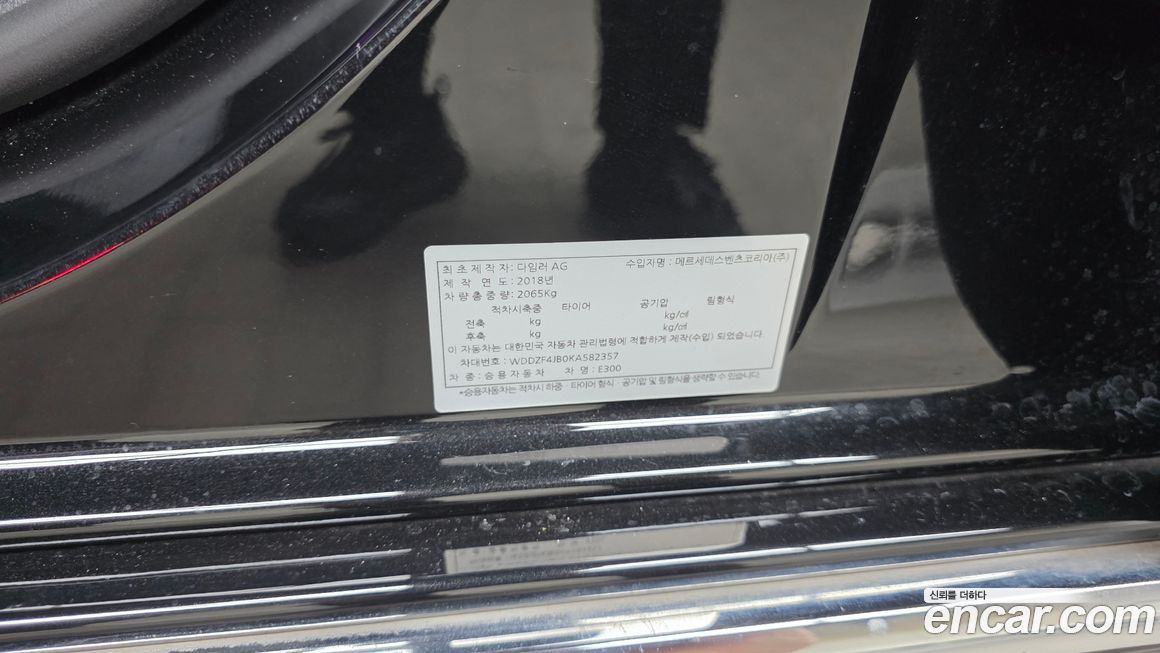 최초제작자 : 다임러 AG 수입자명 : 메르세데스벤츠코리아(주)
제 작 연 도 : 2018년
차량총중량 : 2065Kg
적차시축중 타이어 공기압 림형식
전축 kg kg/㎠
후축 kg kg/㎠
이 자동차는 대한민국 자동차 관리법령에 적합하게 제작(수입) 되었습니다.
차대번호 : WDDZF4JB0KA582357
차 종 : 승용자동차 차 명 : E300
*승용자동차는 적차시 하중 · 타이어 형식 · 공기압 및 림형식을 생략할 수 있습니다.
신뢰를 더하다
encar.com